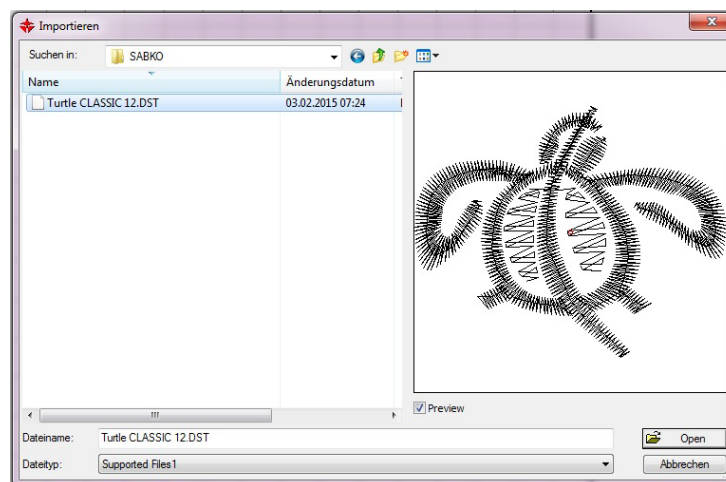 Importieren
Suchen in: SABKO
Name Änderungsdatum
Turtle CLASSIC 12.DST 03.02.2015 07:24
Preview
Dateiname: Turtle CLASSIC 12.DST Open
Dateityp: Supported Files1 Abbrechen